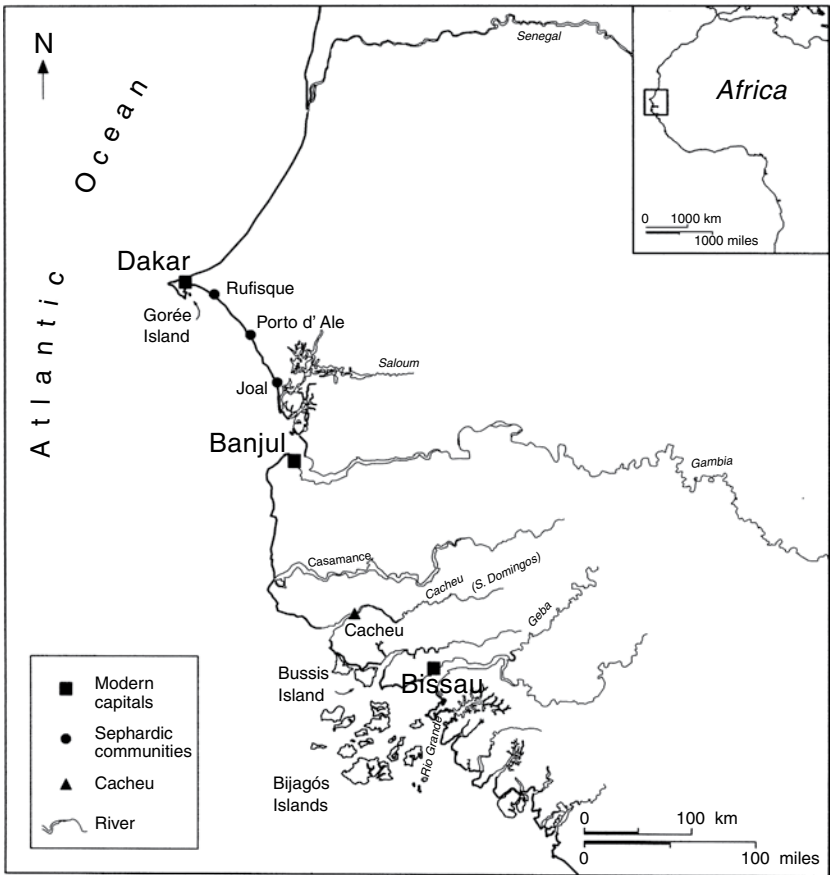 N
Atlantic Ocean
Senegal
Africa
0 1000 km
1000 miles
Dakar
Rufisque
Gorée
Island
Porto d' Ale
Saloum
Joal
Banjul
Gambia
Casamance
Cacheu (S. Domingos)
Cacheu
Geba
Bussis
Island
Bissau
Rio Grande
Bijagós
Islands
Modern
capitals
Sephardic
communities
Cacheu
River
0 100 km
0 100 miles